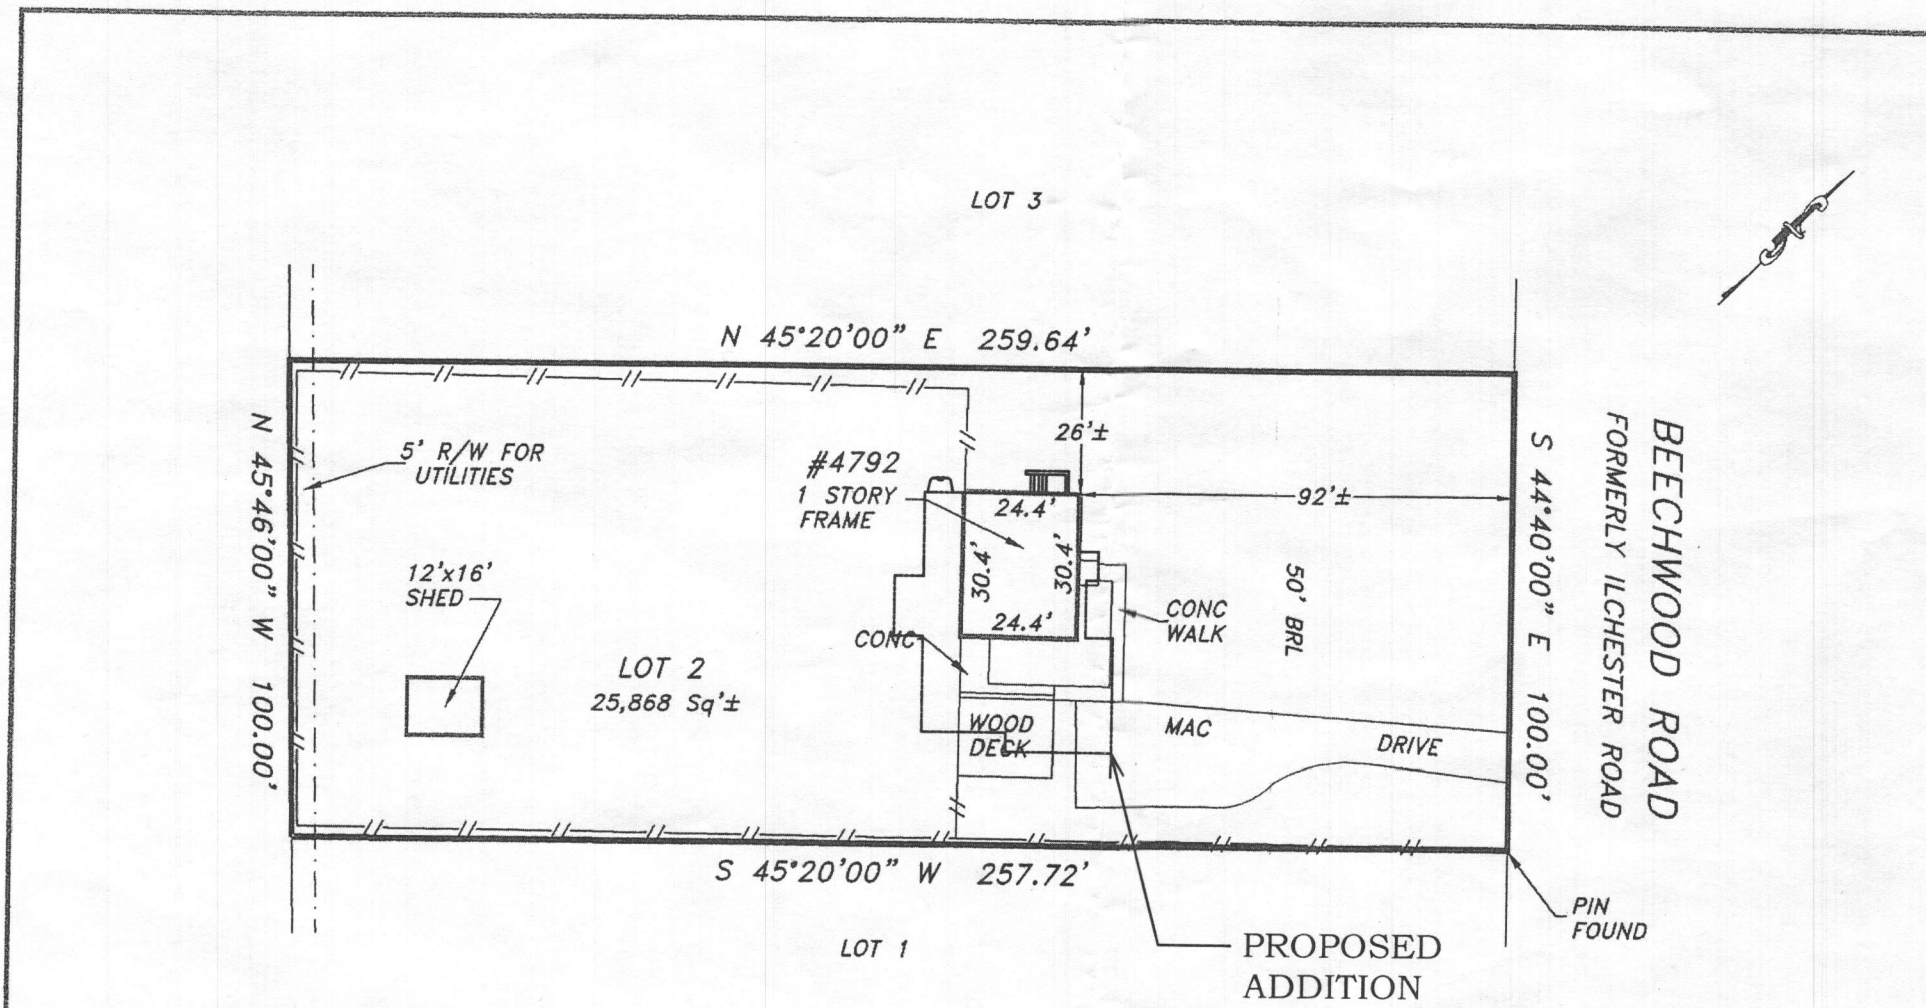 LOT 3
N 45°20'00" E 259.64'
5' R/W FOR
UTILITIES
N 45°46'00" W 100.00'
12'x16'
SHED
LOT 2
25,868 Sq'±
#4792
1 STORY
FRAME
24.4'
30.4'
30.4'
24.4'
26'±
92'±
CONC
CONC
WALK
50' BRL
WOOD
DECK
MAC
DRIVE
S 44°40'00" E 100.00'
BEECHWOOD ROAD
FORMERLY ILCHESTER ROAD
S 45°20'00" W 257.72'
LOT 1
PIN
FOUND
PROPOSED
ADDITION